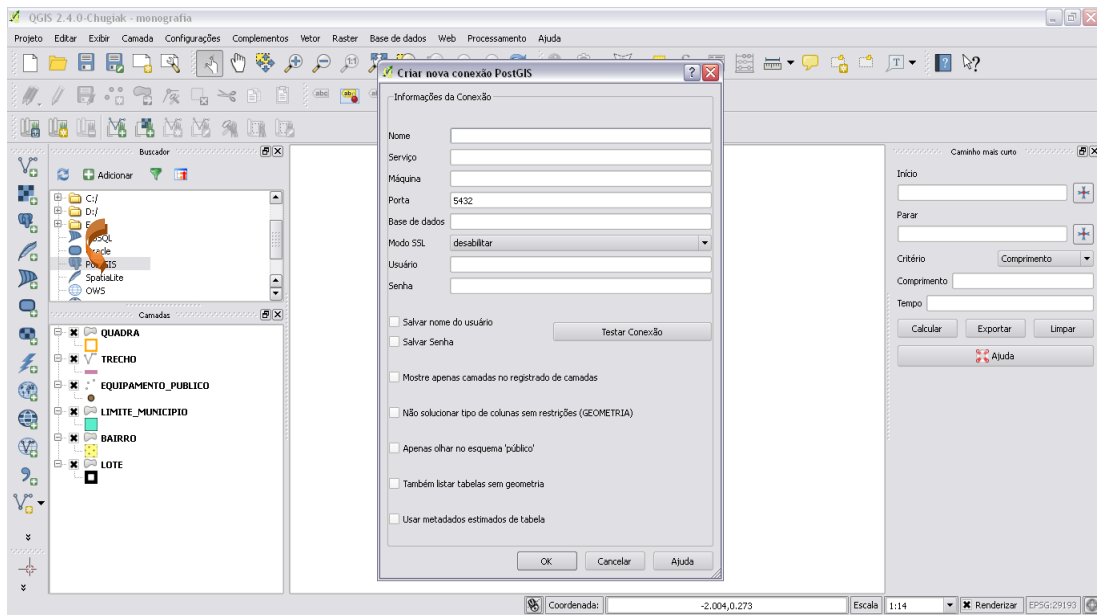 QGIS 2.4.0-Chugiak - monografia
Projeto Editar Exibir Camada Configurações Complementos Vetor Raster Base de dados Web Processamento Ajuda
Criar nova conexão PostGIS
Informações da Conexão
Nome
Serviço
Máquina
Porta 5432
Base de dados
Modo SSL desabilitar
Usuário
Senha
Salvar nome do usuário
Salvar Senha
Testar Conexão
Mostre apenas camadas no registrado de camadas
Não solucionar tipo de colunas sem restrições (GEOMETRIA)
Apenas olhar no esquema 'público'
Também listar tabelas sem geometria
Usar metadados estimados de tabela
OK Cancelar Ajuda
Buscador
Adicionar
C:/
D:/
SpatiaLite
OWS
Camadas
QUADRA
TRECHO
EQUIPAMENTO_PUBLICO
LIMITE_MUNICIPIO
BAIRRO
LOTE
Caminho mais curto
Início
Parar
Critério Comprimento
Comprimento
Tempo
Calcular Exportar Limpar
Ajuda
Coordenada: -2.004,0.273 Escala 1:14 Renderizar EPSG:29193